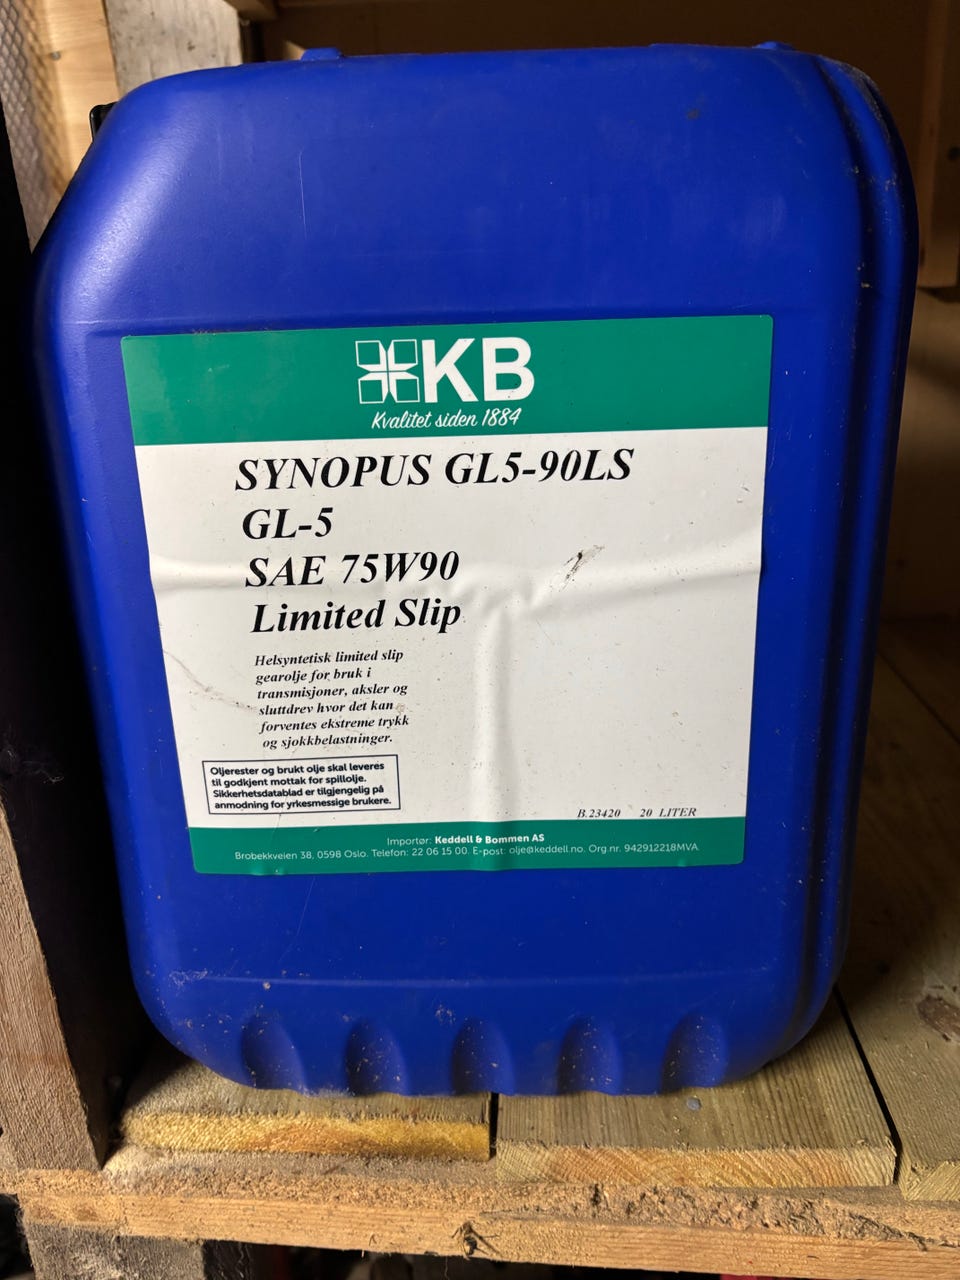 KB
Kvalitet siden 1884
SYNOPUS GL5-90LS
GL-5
SAE 75W90
Limited Slip
Helsyntetisk limited slip
gearolje for bruk i
transmisjoner, aksler og
sluttdrev hvor det kan
forventes ekstreme trykk
og sjokkbelastninger.
Oljerester og brukt olje skal leveres
til godkjent mottak for spillolje.
Sikkerhetsdatablad er tilgjengelig på
anmodning for yrkesmessige brukere.
B.23420 20 LITER
Importør: Keddell & Bommen AS
Brobekkveien 38, 0598 Oslo. Telefon: 22 06 15 00. E-post: olje@keddell.no. Org.nr. 942912218MVA